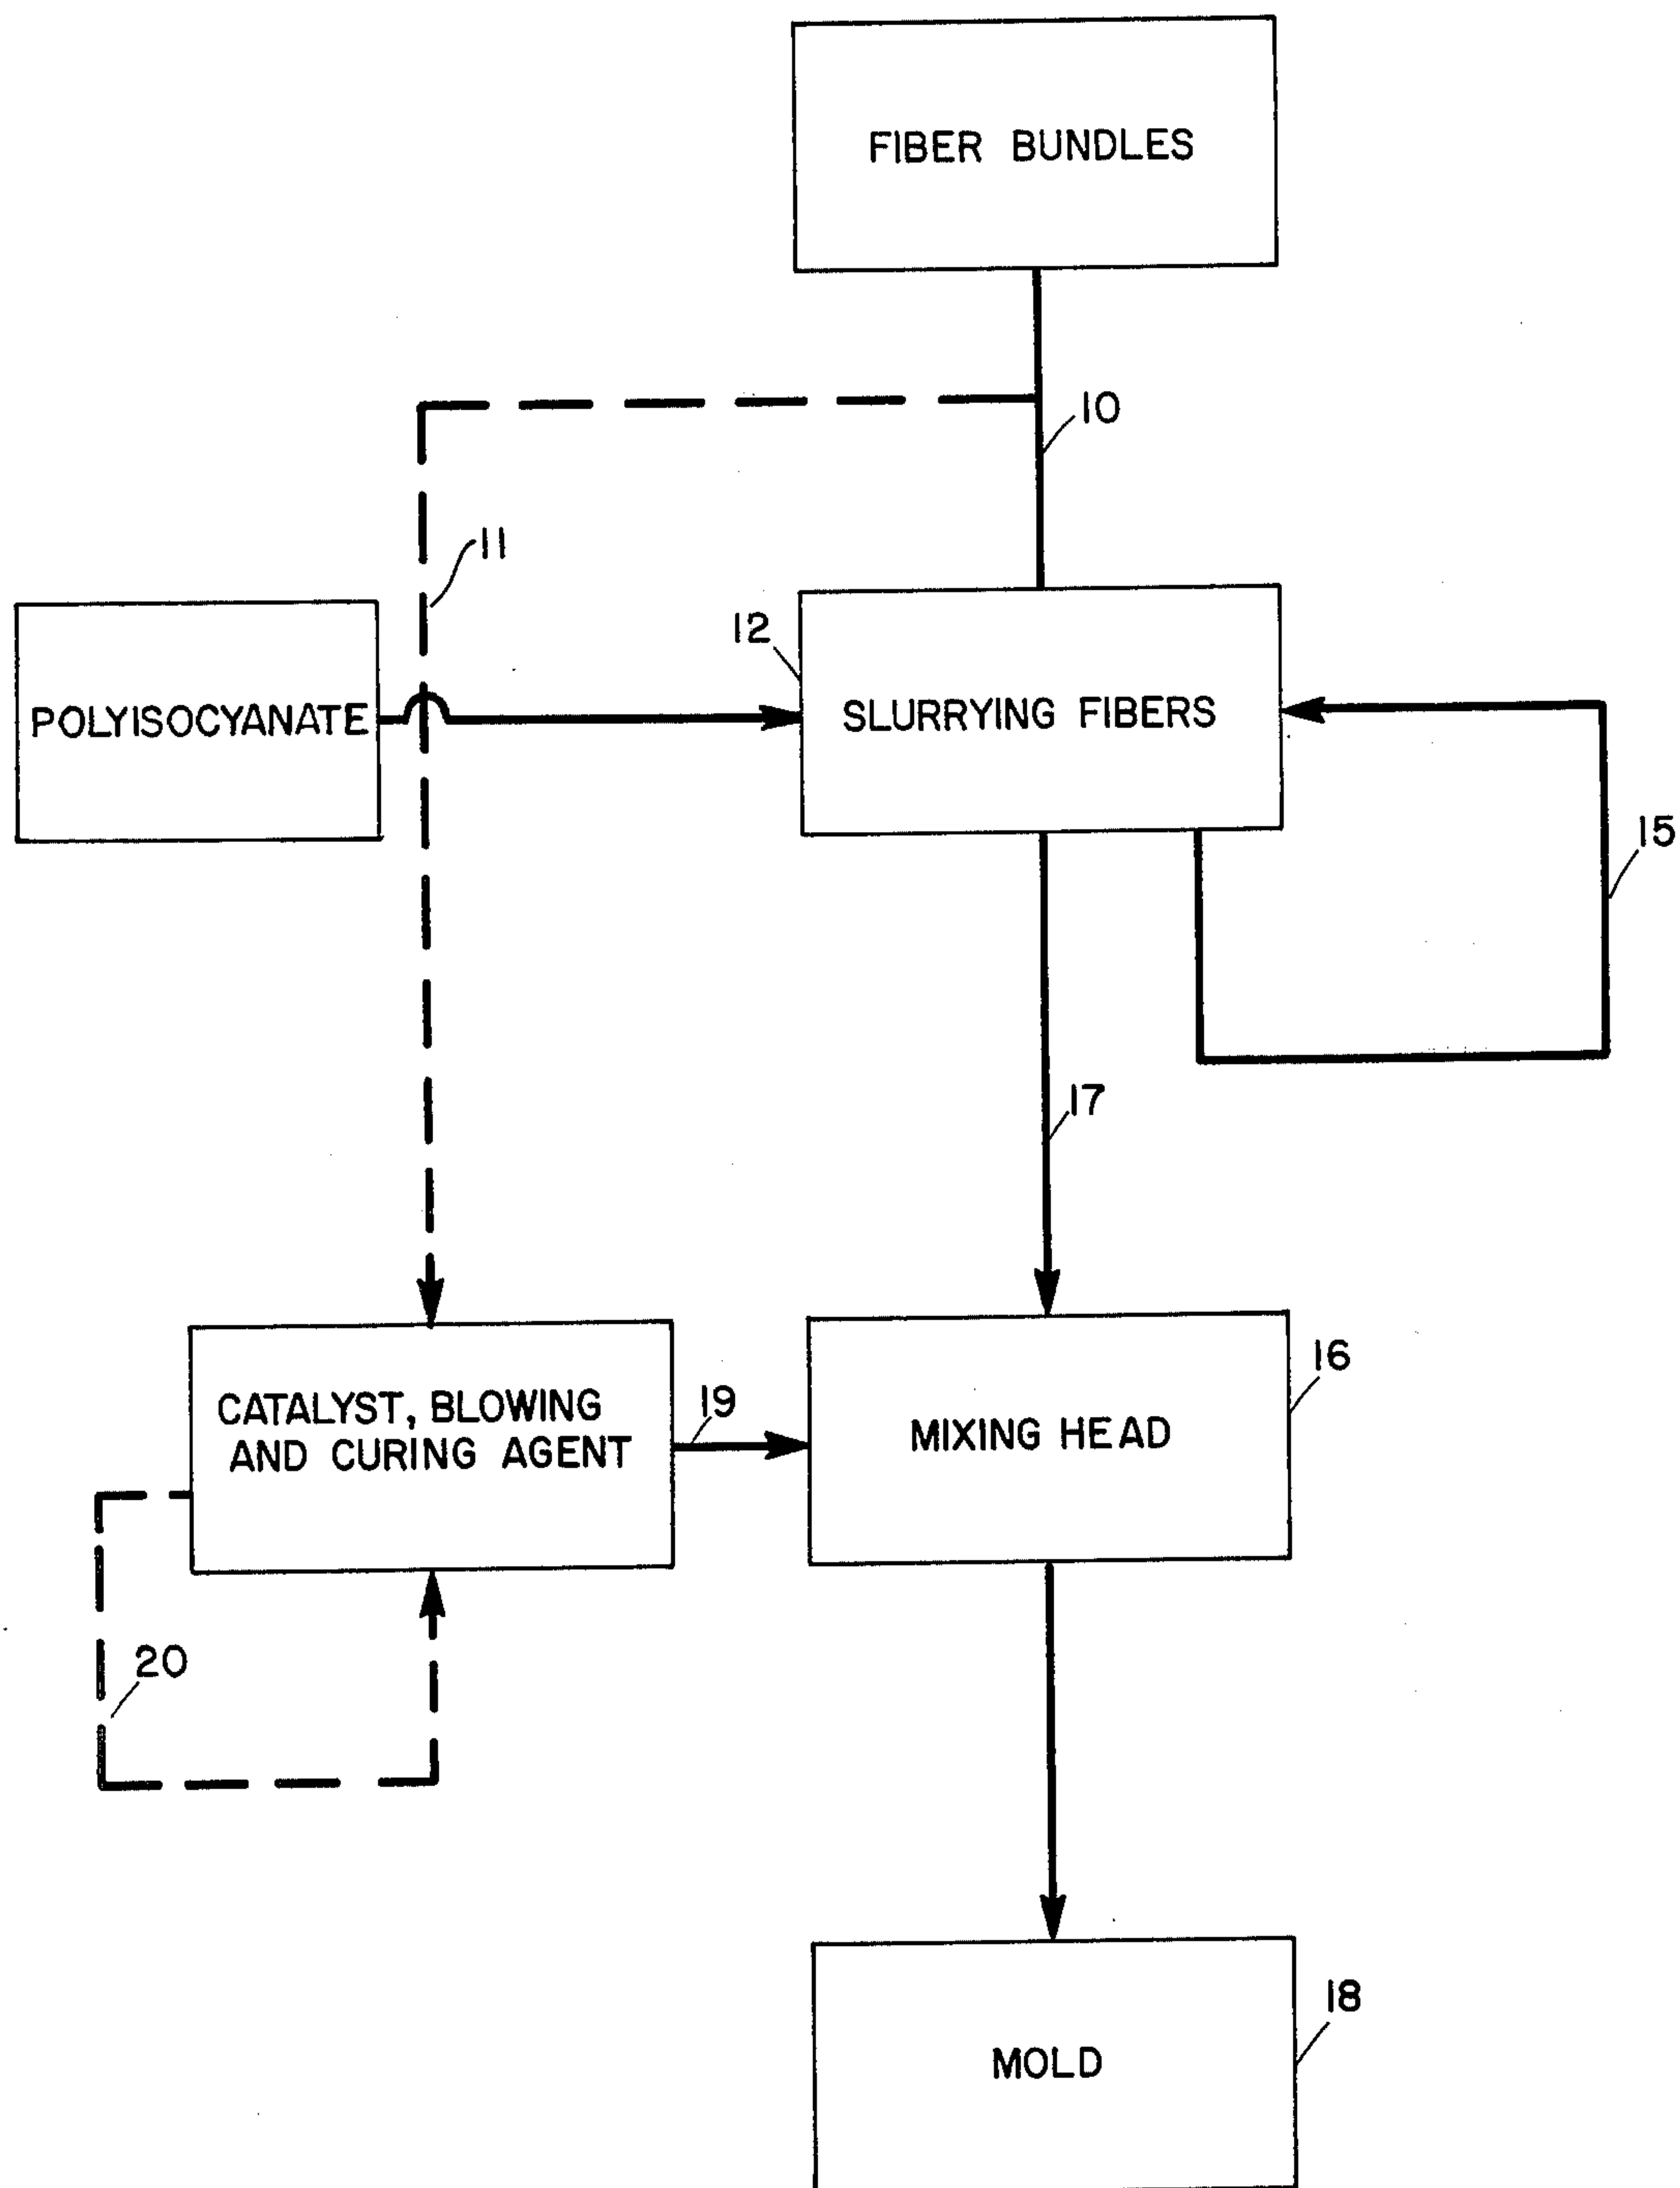 FIBER BUNDLES
10
11
12
POLYISOCYANATE
SLURRYING FIBERS
15
17
16
CATALYST, BLOWING
AND CURING AGENT
19
MIXING HEAD
20
18
MOLD